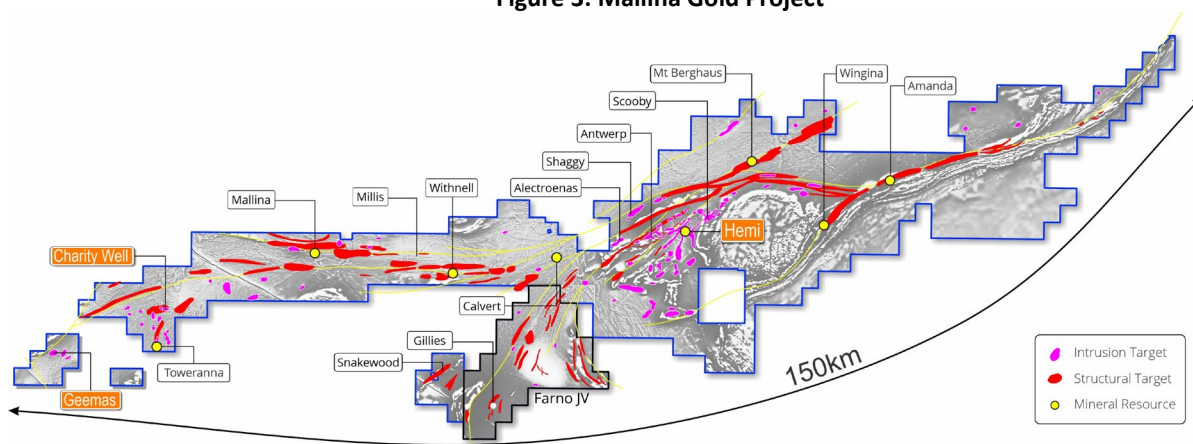 Figure 3: Mallina Gold Project
Mt Berghaus
Wingina
Amanda
Scooby
Antwerp
Shaggy
Alectroenas
Mallina
Millis
Withnell
Hemi
Charity Well
Calvert
Gillies
Snakewood
Toweranna
Geemas
Farno JV
150km
Intrusion Target
Structural Target
Mineral Resource